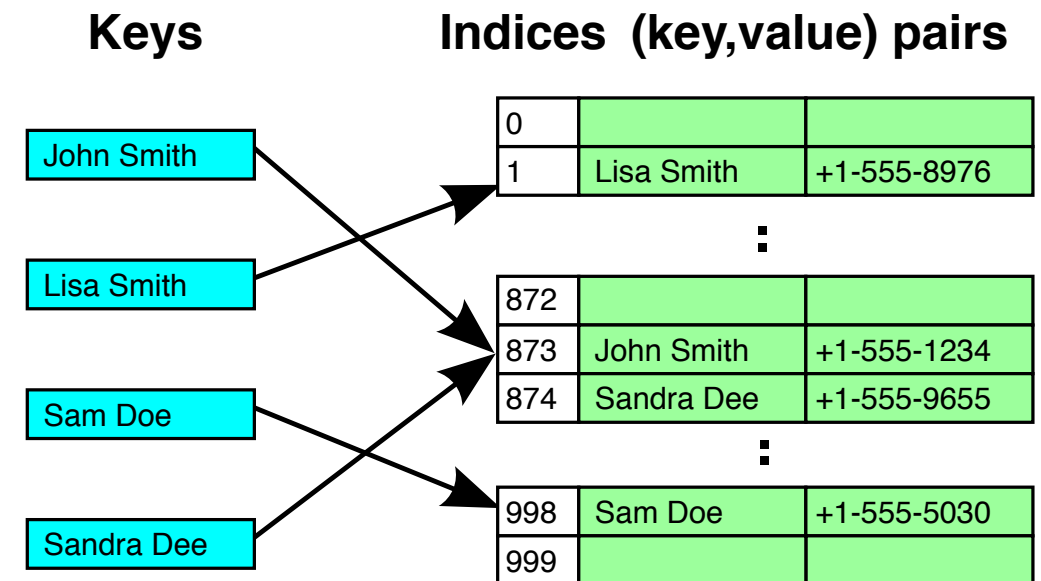 Keys
Indices (key,value) pairs
John Smith
Lisa Smith
Sam Doe
Sandra Dee
0
1 Lisa Smith +1-555-8976
:
872
873 John Smith +1-555-1234
874 Sandra Dee +1-555-9655
:
998 Sam Doe +1-555-5030
999